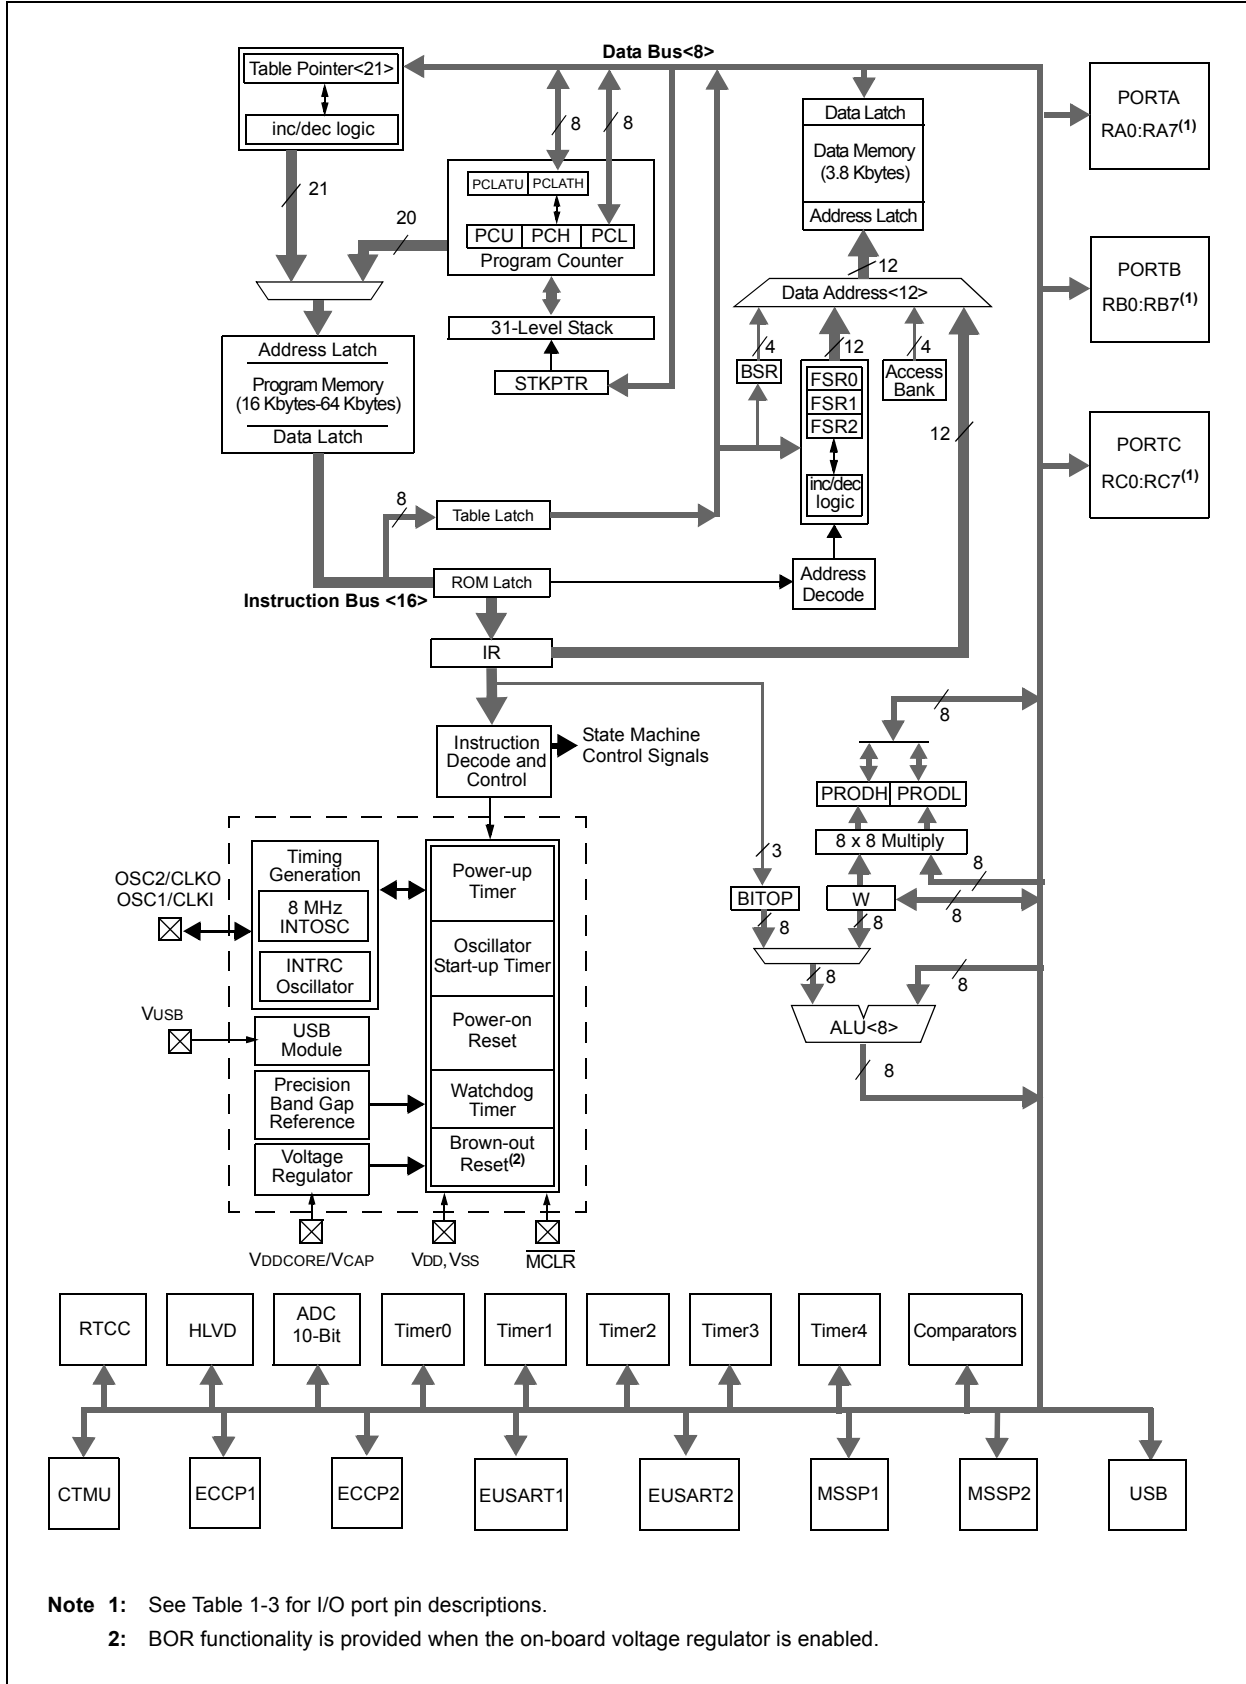 Data Bus<8>
Table Pointer<21>
inc/dec logic
21
20
8
8
PCLATU
PCLATH
PCU
PCH
PCL
Program Counter
31-Level Stack
STKPTR
Address Latch
Program Memory
(16 Kbytes-64 Kbytes)
Data Latch
Data Latch
Data Memory
(3.8 Kbytes)
Address Latch
12
Data Address<12>
4
12
4
BSR
FSR0
FSR1
FSR2
inc/dec
logic
Access
Bank
12
PORTA
RA0:RA7(1)
PORTB
RB0:RB7(1)
PORTC
RC0:RC7(1)
8
Table Latch
ROM Latch
Instruction Bus <16>
Address
Decode
IR
Instruction
Decode and
Control
State Machine
Control Signals
8
PRODH
PRODL
8 x 8 Multiply
8
3
BITOP
W
8
8
8
8
8
ALU<8>
8
OSC2/CLKO
OSC1/CLKI
Timing
Generation
8 MHz
INTOSC
INTRC
Oscillator
VUSB
USB
Module
Precision
Band Gap
Reference
Voltage
Regulator
Power-up
Timer
Oscillator
Start-up Timer
Power-on
Reset
Watchdog
Timer
Brown-out
Reset(2)
VDDCORE/VCAP
VDD, VSS
MCLR
RTCC
HLVD
ADC
10-Bit
Timer0
Timer1
Timer2
Timer3
Timer4
Comparators
CTMU
ECCP1
ECCP2
EUSART1
EUSART2
MSSP1
MSSP2
USB
Note 1: See Table 1-3 for I/O port pin descriptions.
2: BOR functionality is provided when the on-board voltage regulator is enabled.